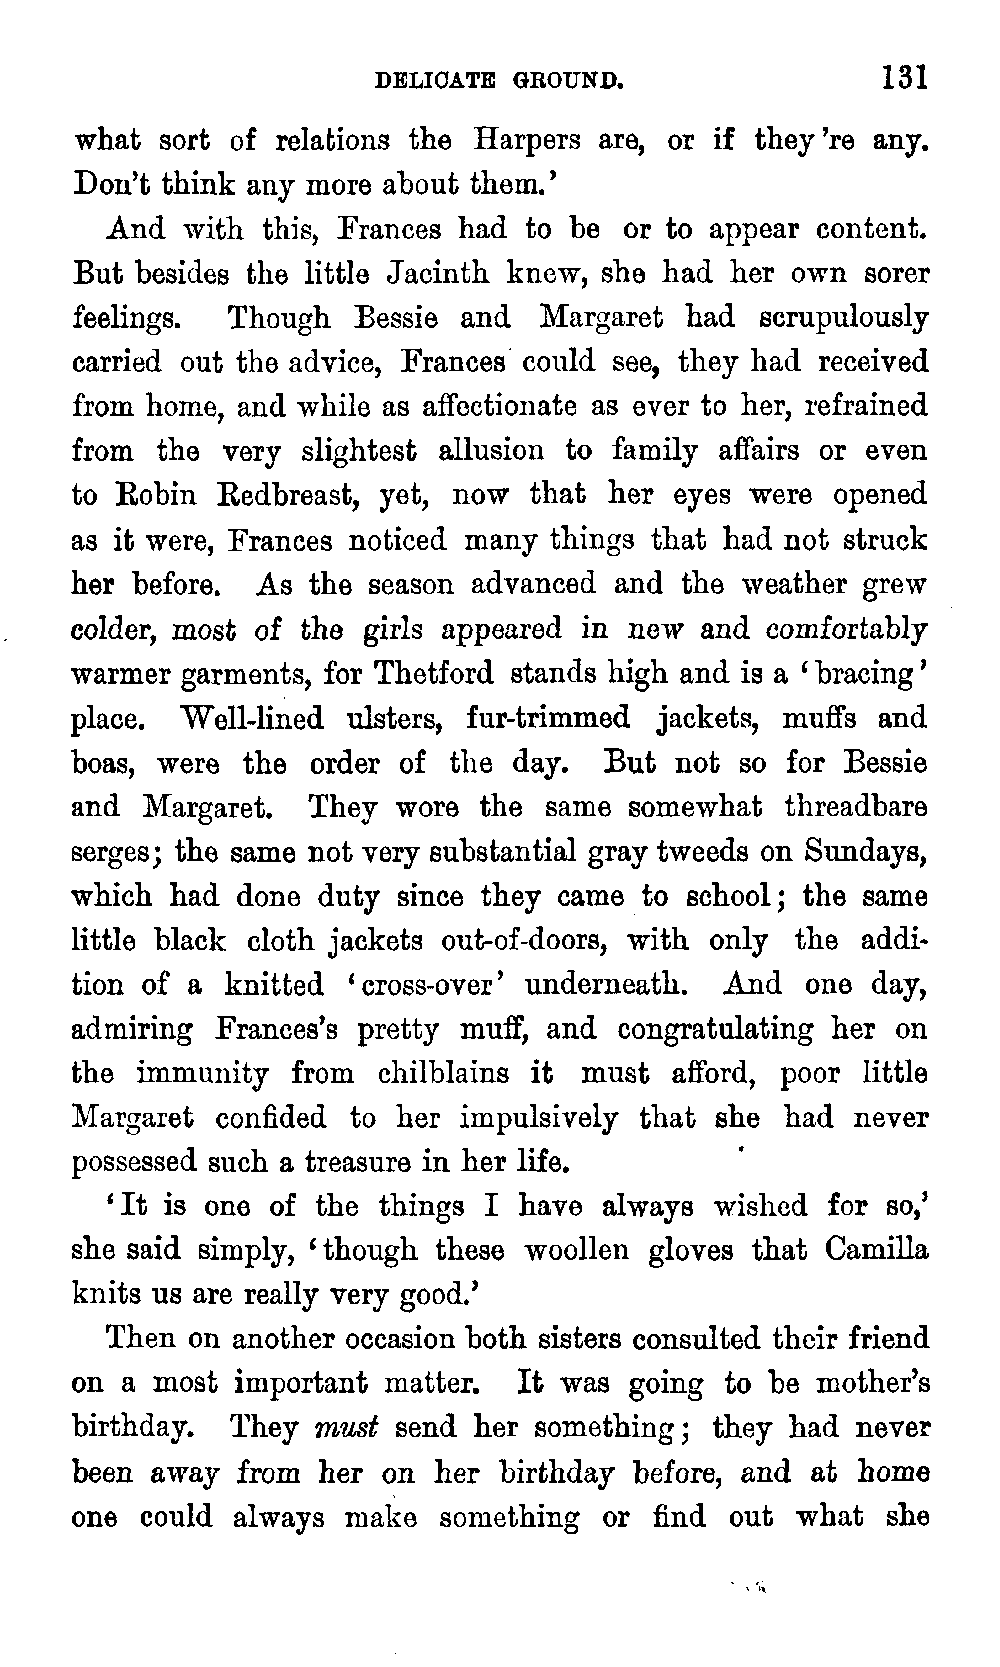 DELICATE GROUND. 131
what sort of relations the Harpers are, or if they 're any.
Don't think any more about them.'
And with this, Frances had to be or to appear content.
But besides the little Jacinth knew, she had her own sorer
feelings. Though Bessie and Margaret had scrupulously
carried out the advice, Frances could see, they had received
from home, and while as affectionate as ever to her, refrained
from the very slightest allusion to family affairs or even
to Robin Redbreast, yet, now that her eyes were opened
as it were, Frances noticed many things that had not struck
her before. As the season advanced and the weather grew
colder, most of the girls appeared in new and comfortably
warmer garments, for Thetford stands high and is a 'bracing'
place. Well-lined ulsters, fur-trimmed jackets, muffs and
boas, were the order of the day. But not so for Bessie
and Margaret. They wore the same somewhat threadbare
serges; the same not very substantial gray tweeds on Sundays,
which had done duty since they came to school; the same
little black cloth jackets out-of-doors, with only the addi-
tion of a knitted 'cross-over' underneath. And one day,
admiring Frances's pretty muff, and congratulating her on
the immunity from chilblains it must afford, poor little
Margaret confided to her impulsively that she had never
possessed such a treasure in her life.
'It is one of the things I have always wished for so,'
she said simply, 'though these woollen gloves that Camilla
knits us are really very good.'
Then on another occasion both sisters consulted their friend
on a most important matter. It was going to be mother's
birthday. They must send her something; they had never
been away from her on her birthday before, and at home
one could always make something or find out what she